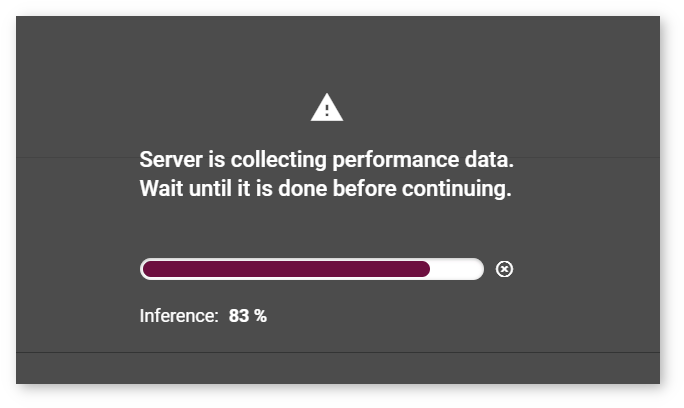 Server is collecting performance data.
Wait until it is done before continuing.
Inference: 83 %